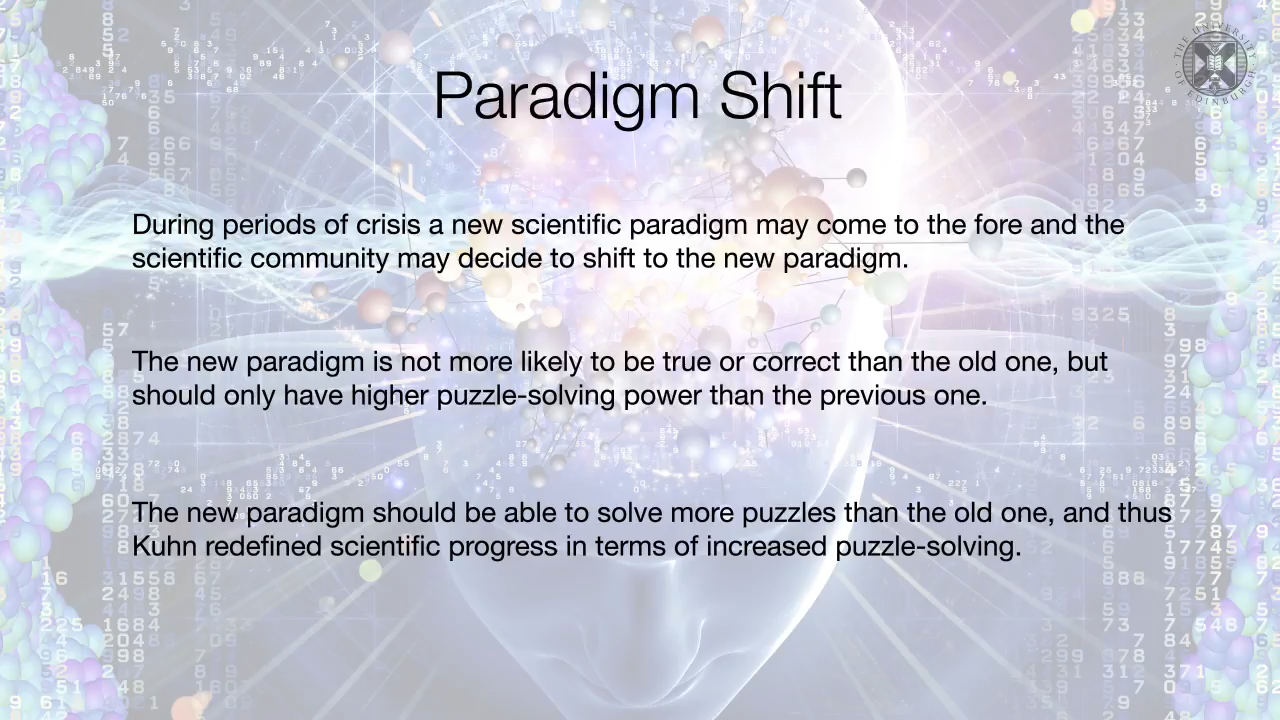 Paradigm Shift
During periods of crisis a new scientific paradigm may come to the fore and the
scientific community may decide to shift to the new paradigm.
The new paradigm is not more likely to be true or correct than the old one, but
should only have higher puzzle-solving power than the previous one.
The new paradigm should be able to solve more puzzles than the old one, and thus
Kuhn redefined scientific progress in terms of increased puzzle-solving.
THE UNIVERSITY OF EDINBURGH